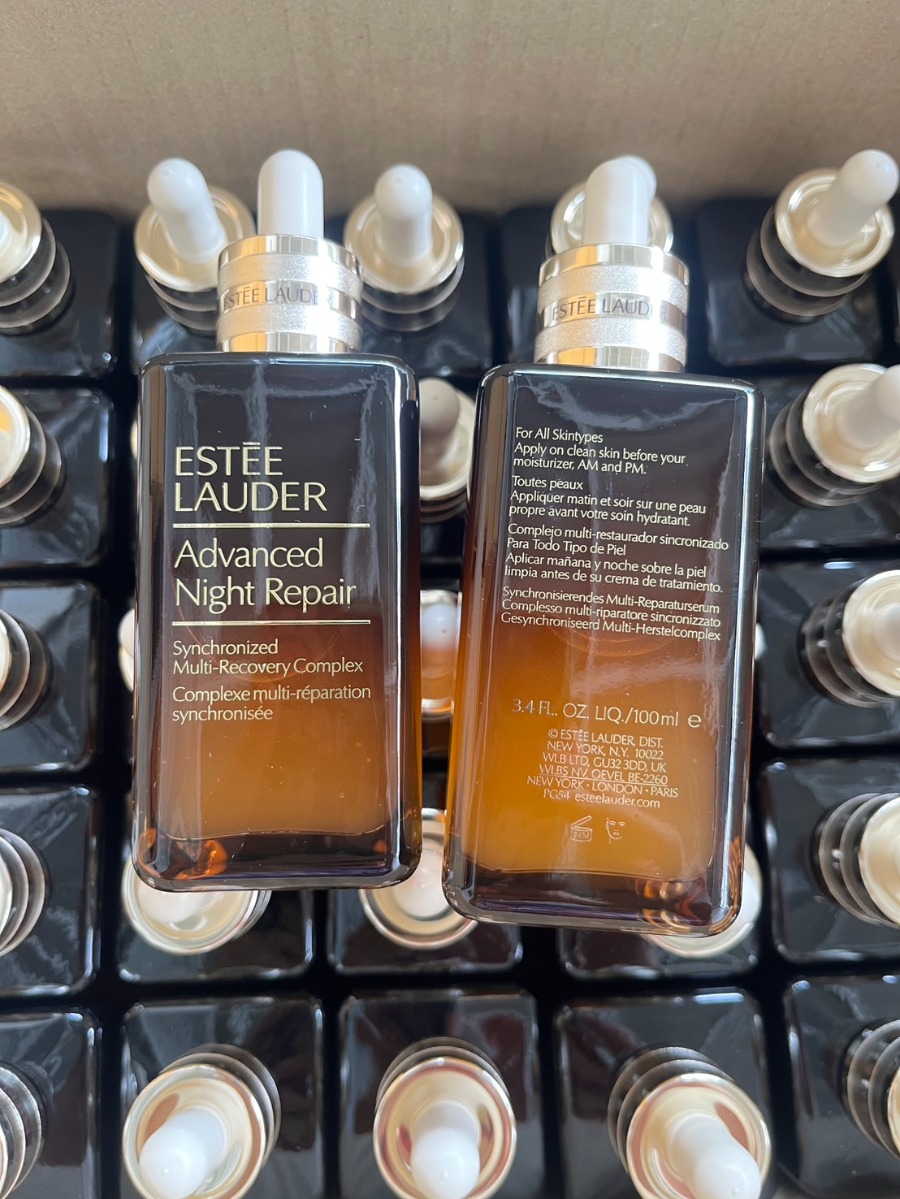 ESTĒE LAUDER
ESTĒE
LAUDER
Advanced
Night Repair
Synchronized
Multi-Recovery Complex
Complexe multi-réparation
synchronisée
ESTĒE LAUDER
For All Skintypes
Apply on clean skin before your
moisturizer, AM and PM.
Toutes peaux
Appliquer matin et soir sur une peau
propre avant votre soin hydratant.
Complejo multi-restaurador sincronizado
Para Todo Tipo de Piel
Aplicar mañana y noche sobre la piel
limpia antes de su crema de tratamiento.
Synchronisierendes Multi-Reparaturserum
Complesso multi-riparatore sincronizzato
Gesynchroniseerd Multi-Herstelcomplex
3.4 FL. OZ. LIQ./100ml ℮
© ESTĒE LAUDER, DIST.
NEW YORK, N.Y. 10022
WLB LTD, GU32 3DD, UK
WLBS NV, OEVEL BE-2260
NEW YORK • LONDON • PARIS
esteelauder.com